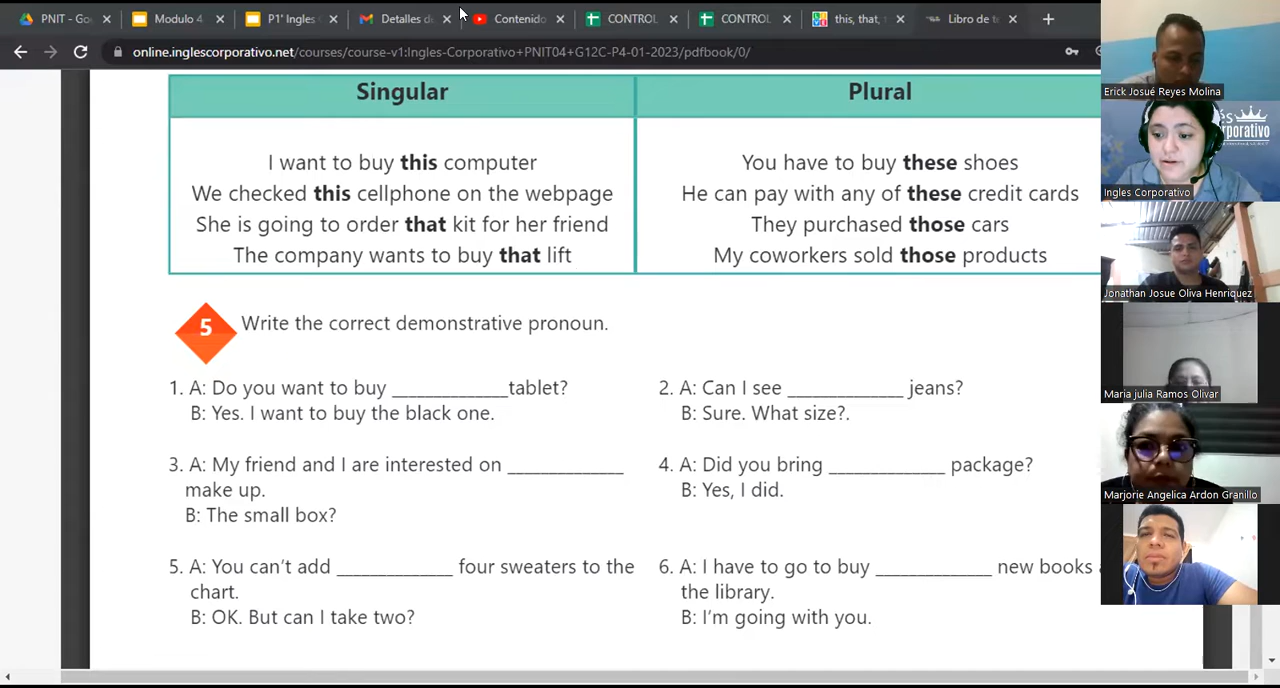 PNIT - Goo
Modulo 4
P1' Ingles
Detalles de
Contenido
CONTROL
CONTROL
this, that,
Libro de te
online.inglescorporativo.net/courses/course-v1:Ingles-Corporativo+PNIT04+G12C-P4-01-2023/pdfbook/0/
Singular
Plural
I want to buy this computer
We checked this cellphone on the webpage
She is going to order that kit for her friend
The company wants to buy that lift
You have to buy these shoes
He can pay with any of these credit cards
They purchased those cars
My coworkers sold those products
5
Write the correct demonstrative pronoun.
1. A: Do you want to buy _____________tablet?
B: Yes. I want to buy the black one.
2. A: Can I see _____________ jeans?
B: Sure. What size?.
3. A: My friend and I are interested on _____________
make up.
B: The small box?
4. A: Did you bring _____________ package?
B: Yes, I did.
5. A: You can't add _____________ four sweaters to the
chart.
B: OK. But can I take two?
6. A: I have to go to buy _____________ new books
the library.
B: I'm going with you.
Erick Josué Reyes Molina
Ingles Corporativo
Jonathan Josue Oliva Henriquez
Maria julia Ramos Olivar
Marjorie Angelica Ardon Granillo